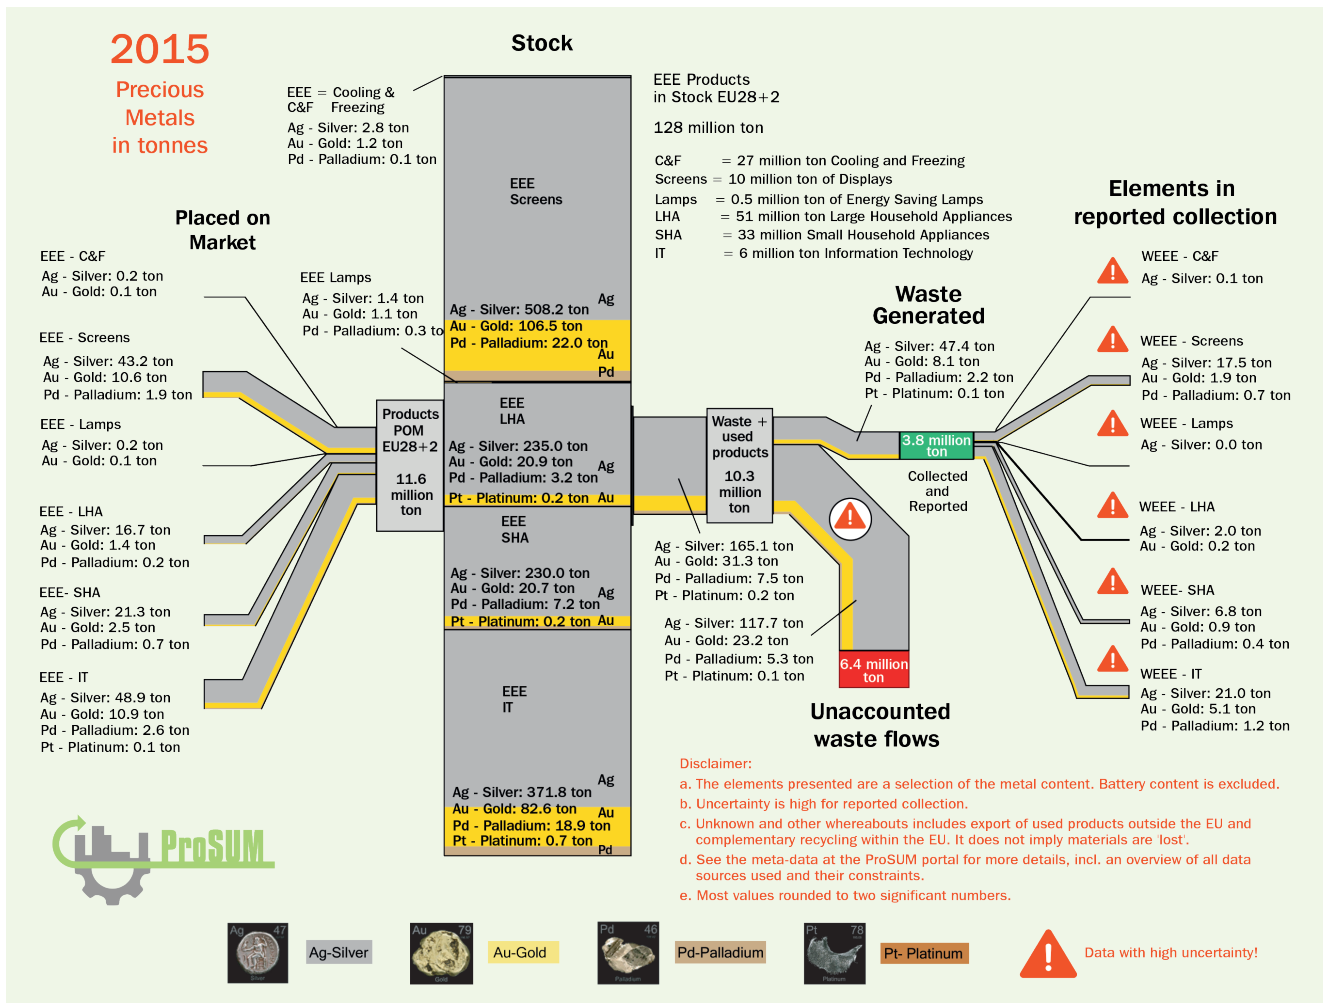 2015
Precious
Metals
in tonnes
Stock
EEE = Cooling &
C&F Freezing
Ag - Silver: 2.8 ton
Au - Gold: 1.2 ton
Pd - Palladium: 0.1 ton
EEE Products
in Stock EU28+2
128 million ton
C&F = 27 million ton Cooling and Freezing
Screens = 10 million ton of Displays
Lamps = 0.5 million ton of Energy Saving Lamps
LHA = 51 million ton Large Household Appliances
SHA = 33 million Small Household Appliances
IT = 6 million ton Information Technology
Placed on
Market
EEE - C&F
Ag - Silver: 0.2 ton
Au - Gold: 0.1 ton
EEE - Screens
Ag - Silver: 43.2 ton
Au - Gold: 10.6 ton
Pd - Palladium: 1.9 ton
EEE - Lamps
Ag - Silver: 0.2 ton
Au - Gold: 0.1 ton
EEE - LHA
Ag - Silver: 16.7 ton
Au - Gold: 1.4 ton
Pd - Palladium: 0.2 ton
EEE- SHA
Ag - Silver: 21.3 ton
Au - Gold: 2.5 ton
Pd - Palladium: 0.7 ton
EEE - IT
Ag - Silver: 48.9 ton
Au - Gold: 10.9 ton
Pd - Palladium: 2.6 ton
Pt - Platinum: 0.1 ton
EEE Lamps
Ag - Silver: 1.4 ton
Au - Gold: 1.1 ton
Pd - Palladium: 0.3 to
Products
POM
EU28+2
11.6
million
ton
EEE
Screens
Ag
Ag - Silver: 508.2 ton
Au - Gold: 106.5 ton
Pd - Palladium: 22.0 ton
Au
Pd
EEE
LHA
Ag - Silver: 235.0 ton
Au - Gold: 20.9 ton
Ag
Pd - Palladium: 3.2 ton
Pt - Platinum: 0.2 ton Au
EEE
SHA
Ag - Silver: 230.0 ton
Au - Gold: 20.7 ton
Ag
Pd - Palladium: 7.2 ton
Pt - Platinum: 0.2 ton Au
EEE
IT
Ag
Ag - Silver: 371.8 ton
Au - Gold: 82.6 ton Au
Pd - Palladium: 18.9 ton
Pt - Platinum: 0.7 ton
Pd
Waste +
used
products
10.3
million
ton
Ag - Silver: 165.1 ton
Au - Gold: 31.3 ton
Pd - Palladium: 7.5 ton
Pt - Platinum: 0.2 ton
Ag - Silver: 117.7 ton
Au - Gold: 23.2 ton
Pd - Palladium: 5.3 ton
Pt - Platinum: 0.1 ton
Waste
Generated
Ag - Silver: 47.4 ton
Au - Gold: 8.1 ton
Pd - Palladium: 2.2 ton
Pt - Platinum: 0.1 ton
3.8 million
ton
Collected
and
Reported
6.4 million
ton
Unaccounted
waste flows
Elements in
reported collection
WEEE - C&F
Ag - Silver: 0.1 ton
WEEE - Screens
Ag - Silver: 17.5 ton
Au - Gold: 1.9 ton
Pd - Palladium: 0.7 ton
WEEE - Lamps
Ag - Silver: 0.0 ton
WEEE - LHA
Ag - Silver: 2.0 ton
Au - Gold: 0.2 ton
WEEE- SHA
Ag - Silver: 6.8 ton
Au - Gold: 0.9 ton
Pd - Palladium: 0.4 ton
WEEE - IT
Ag - Silver: 21.0 ton
Au - Gold: 5.1 ton
Pd - Palladium: 1.2 ton
Disclaimer:
a. The elements presented are a selection of the metal content. Battery content is excluded.
b. Uncertainty is high for reported collection.
c. Unknown and other whereabouts includes export of used products outside the EU and
complementary recycling within the EU. It does not imply materials are 'lost'.
d. See the meta-data at the ProSUM portal for more details, incl. an overview of all data
sources used and their constraints.
e. Most values rounded to two significant numbers.
ProSUM
Ag 47
Silver
Ag-Silver
Au 79
Gold
Au-Gold
Pd 46
Palladium
Pd-Palladium
Pt 78
Platinum
Pt- Platinum
Data with high uncertainty!